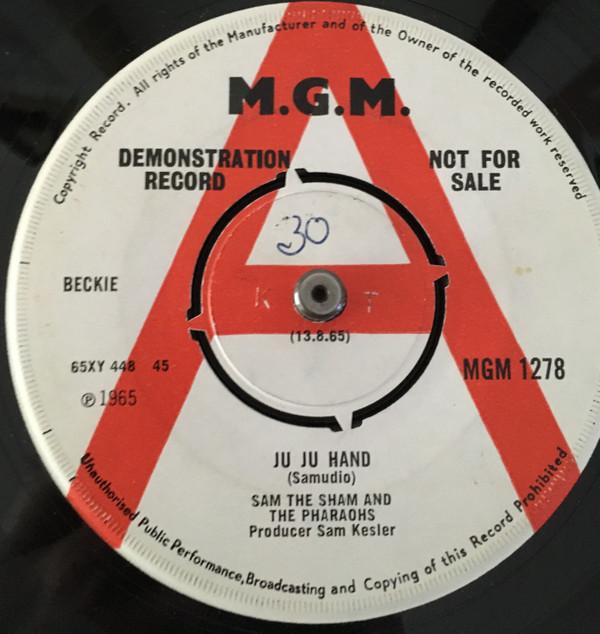 Copyright Record. All rights of the Manufacturer and of the Owner of the recorded work reserved
M.G.M.
DEMONSTRATION
RECORD
NOT FOR
SALE
30
BECKIE
K T
(13.8.65)
65XY 448 45
℗ 1965
MGM 1278
JU JU HAND
(Samudio)
SAM THE SHAM AND
THE PHARAOHS
Producer Sam Kesler
Unauthorised Public Performance, Broadcasting and Copying of this Record Prohibited